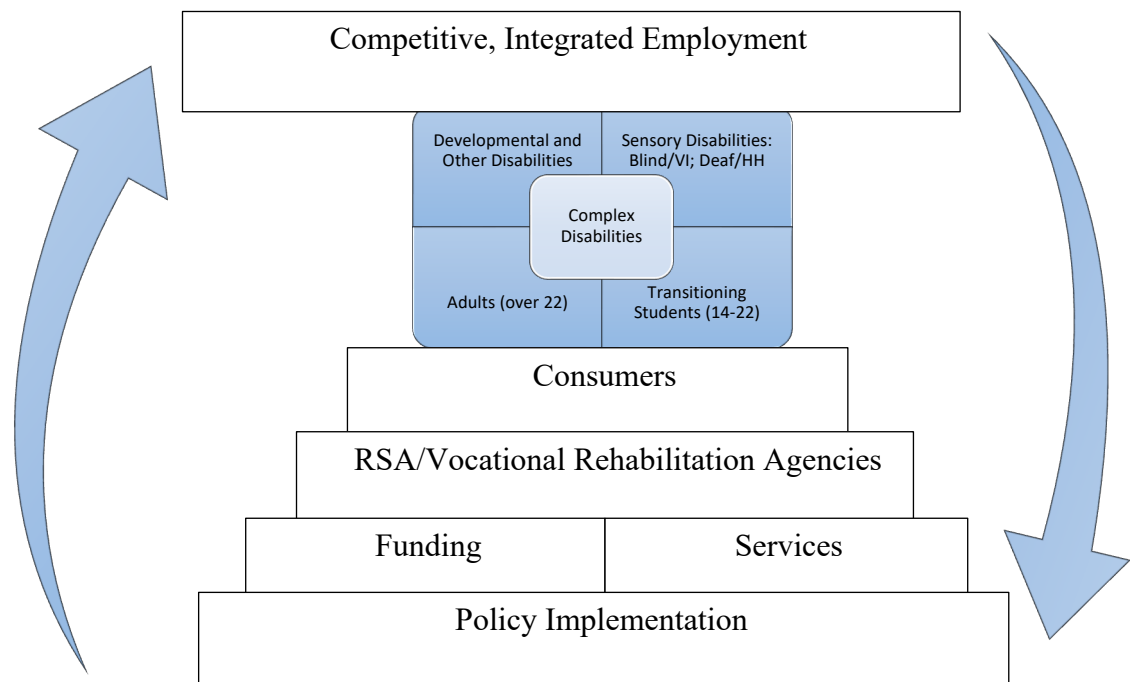 Competitive, Integrated Employment
Developmental and
Other Disabilities
Sensory Disabilities:
Blind/VI; Deaf/HH
Complex
Disabilities
Adults (over 22)
Transitioning
Students (14-22)
Consumers
RSA/Vocational Rehabilitation Agencies
Funding
Services
Policy Implementation